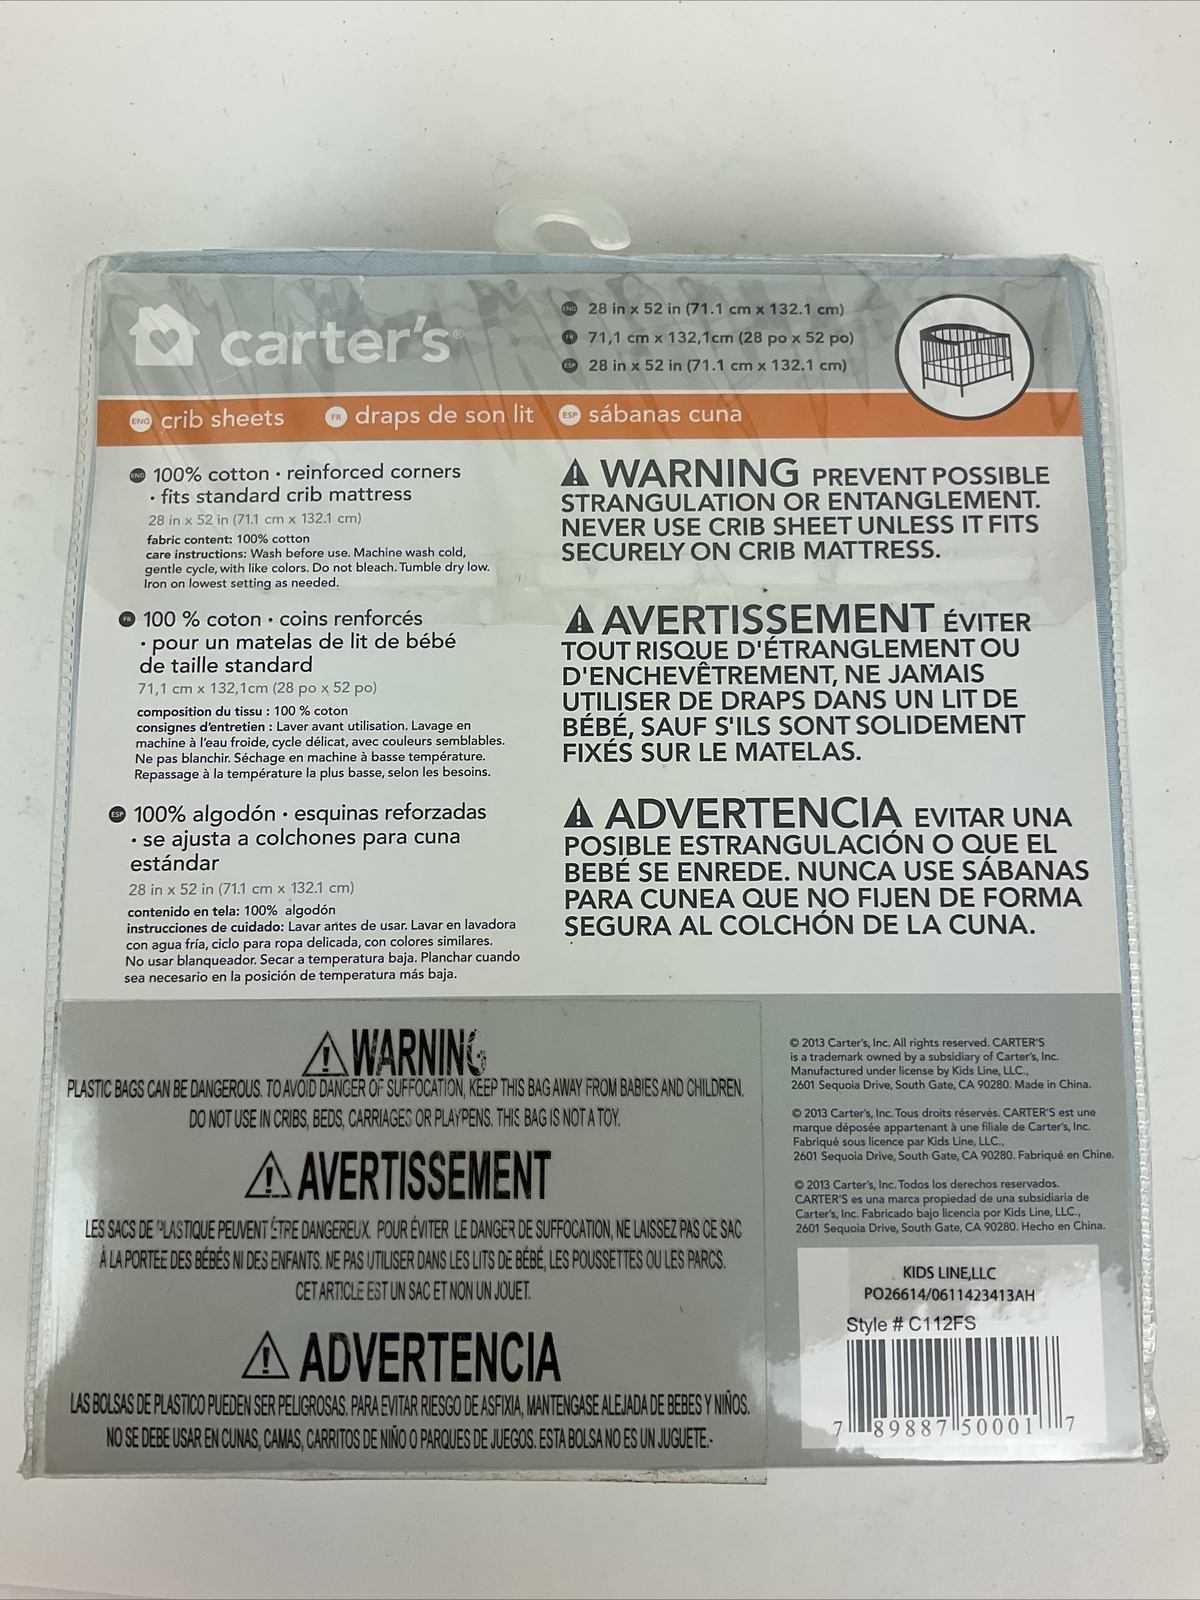 carter's®
ENG 28 in x 52 in (71.1 cm x 132.1 cm)
FR 71,1 cm x 132,1cm (28 po x 52 po)
ESP 28 in x 52 in (71.1 cm x 132.1 cm)
ENG crib sheets FR draps de son lit ESP sábanas cuna
ENG 100% cotton • reinforced corners
• fits standard crib mattress
28 in x 52 in (71.1 cm x 132.1 cm)
fabric content: 100% cotton
care instructions: Wash before use. Machine wash cold,
gentle cycle, with like colors. Do not bleach. Tumble dry low.
Iron on lowest setting as needed.
FR 100 % coton • coins renforcés
• pour un matelas de lit de bébé
de taille standard
71,1 cm x 132,1cm (28 po x 52 po)
composition du tissu : 100 % coton
consignes d'entretien : Laver avant utilisation. Lavage en
machine à l'eau froide, cycle délicat, avec couleurs semblables.
Ne pas blanchir. Séchage en machine à basse température.
Repassage à la température la plus basse, selon les besoins.
ESP 100% algodón • esquinas reforzadas
• se ajusta a colchones para cuna
estándar
28 in x 52 in (71.1 cm x 132.1 cm)
contenido en tela: 100% algodón
instrucciones de cuidado: Lavar antes de usar. Lavar en lavadora
con agua fría, ciclo para ropa delicada, con colores similares.
No usar blanqueador. Secar a temperatura baja. Planchar cuando
sea necesario en la posición de temperatura más baja.
WARNING PREVENT POSSIBLE
STRANGULATION OR ENTANGLEMENT.
NEVER USE CRIB SHEET UNLESS IT FITS
SECURELY ON CRIB MATTRESS.
AVERTISSEMENT ÉVITER
TOUT RISQUE D'ÉTRANGLEMENT OU
D'ENCHEVÊTREMENT, NE JAMAIS
UTILISER DE DRAPS DANS UN LIT DE
BÉBÉ, SAUF S'ILS SONT SOLIDEMENT
FIXÉS SUR LE MATELAS.
ADVERTENCIA EVITAR UNA
POSIBLE ESTRANGULACIÓN O QUE EL
BEBÉ SE ENREDE. NUNCA USE SÁBANAS
PARA CUNEA QUE NO FIJEN DE FORMA
SEGURA AL COLCHÓN DE LA CUNA.
WARNING
PLASTIC BAGS CAN BE DANGEROUS. TO AVOID DANGER OF SUFFOCATION, KEEP THIS BAG AWAY FROM BABIES AND CHILDREN.
DO NOT USE IN CRIBS, BEDS, CARRIAGES OR PLAYPENS. THIS BAG IS NOT A TOY.
AVERTISSEMENT
LES SACS DE PLASTIQUE PEUVENT ÊTRE DANGEREUX. POUR ÉVITER LE DANGER DE SUFFOCATION, NE LAISSEZ PAS CE SAC
À LA PORTÉE DES BÉBÉS NI DES ENFANTS. NE PAS UTILISER DANS LES LITS DE BÉBÉ, LES POUSSETTES OU LES PARCS.
CET ARTICLE EST UN SAC ET NON UN JOUET.
ADVERTENCIA
LAS BOLSAS DE PLASTICO PUEDEN SER PELIGROSAS. PARA EVITAR RIESGO DE ASFIXIA, MANTENGASE ALEJADA DE BEBES Y NIÑOS.
NO SE DEBE USAR EN CUNAS, CAMAS, CARRITOS DE NIÑO O PARQUES DE JUEGOS. ESTA BOLSA NO ES UN JUGUETE.-
© 2013 Carter's, Inc. All rights reserved. CARTER'S
is a trademark owned by a subsidiary of Carter's, Inc.
Manufactured under license by Kids Line, LLC.,
2601 Sequoia Drive, South Gate, CA 90280. Made in China.
© 2013 Carter's, Inc. Tous droits réservés. CARTER'S est une
marque déposée appartenant à une filiale de Carter's, Inc.
Fabriqué sous licence par Kids Line, LLC.,
2601 Sequoia Drive, South Gate, CA 90280. Fabriqué en Chine.
© 2013 Carter's, Inc. Todos los derechos reservados.
CARTER'S es una marca propiedad de una subsidiaria de
Carter's, Inc. Fabricado bajo licencia por Kids Line, LLC.,
2601 Sequoia Drive, South Gate, CA 90280. Hecho en China.
KIDS LINE,LLC
PO26614/0611423413AH
Style # C112FS
7 89887 50001 7